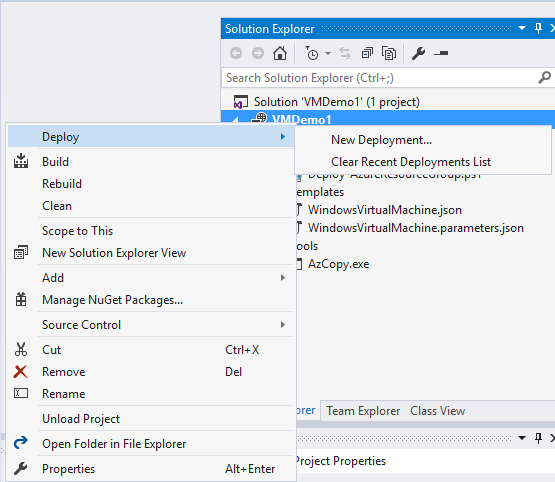 Solution Explorer
Search Solution Explorer (Ctrl+;)
Solution 'VMDemo1' (1 project)
VMDemo1
Deploy
New Deployment...
Clear Recent Deployments List
Build
Rebuild
Clean
Scope to This
New Solution Explorer View
Add
Manage NuGet Packages...
Source Control
Cut Ctrl+X
Remove Del
Rename
Unload Project
Open Folder in File Explorer
Properties Alt+Enter
Deploy-AzureResourceGroup.ps1
emplates
WindowsVirtualMachine.json
WindowsVirtualMachine.parameters.json
ools
AzCopy.exe
orer Team Explorer Class View
Project Properties